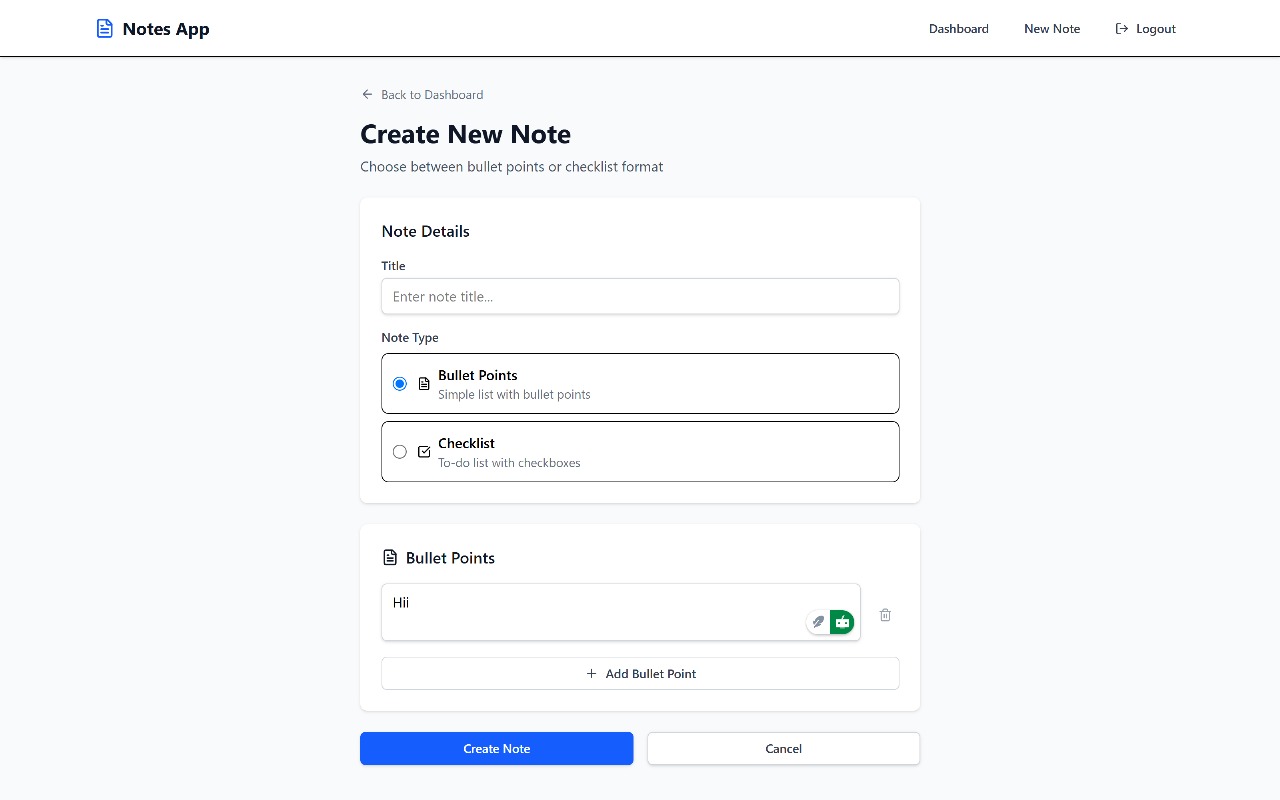 Notes App
Dashboard
New Note
Logout
Back to Dashboard
Create New Note
Choose between bullet points or checklist format
Note Details
Title
Enter note title...
Note Type
Bullet Points
Simple list with bullet points
Checklist
To-do list with checkboxes
Bullet Points
Hii
Add Bullet Point
Create Note
Cancel